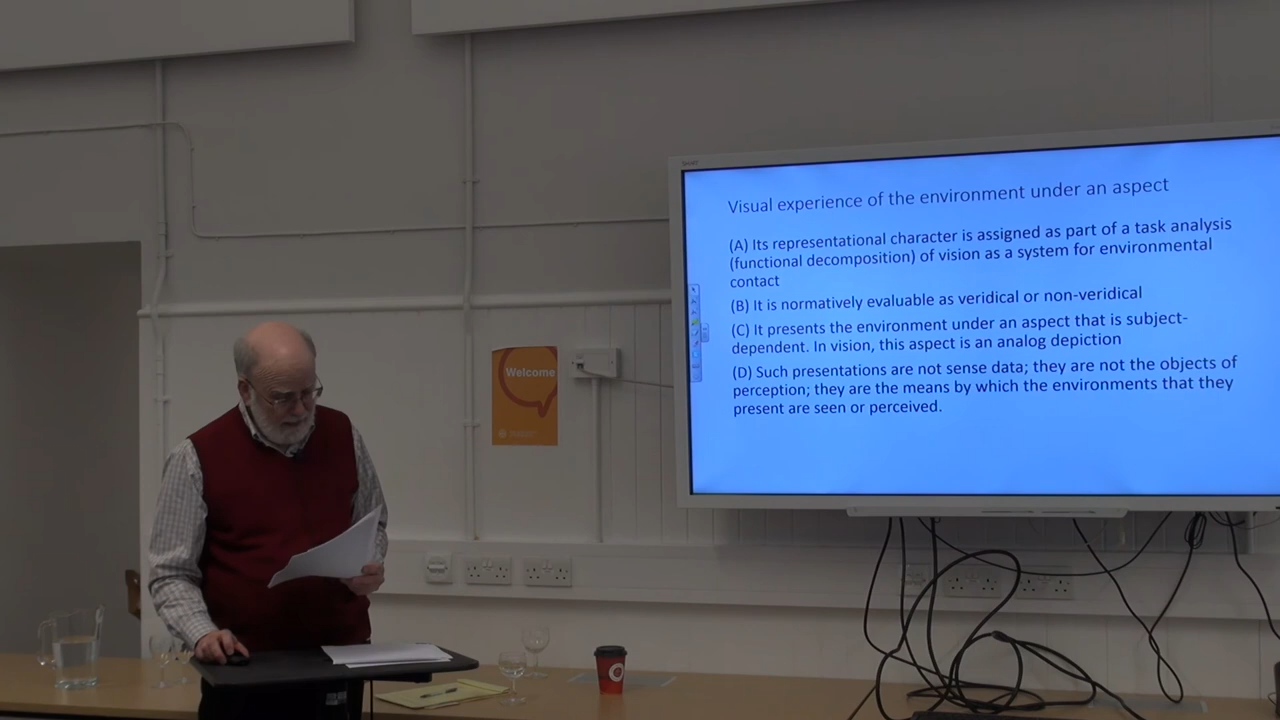 SMART
Visual experience of the environment under an aspect
(A) Its representational character is assigned as part of a task analysis
(functional decomposition) of vision as a system for environmental
contact
(B) It is normatively evaluable as veridical or non-veridical
(C) It presents the environment under an aspect that is subject-
dependent. In vision, this aspect is an analog depiction
(D) Such presentations are not sense data; they are not the objects of
perception; they are the means by which the environments that they
present are seen or perceived.
Welcome